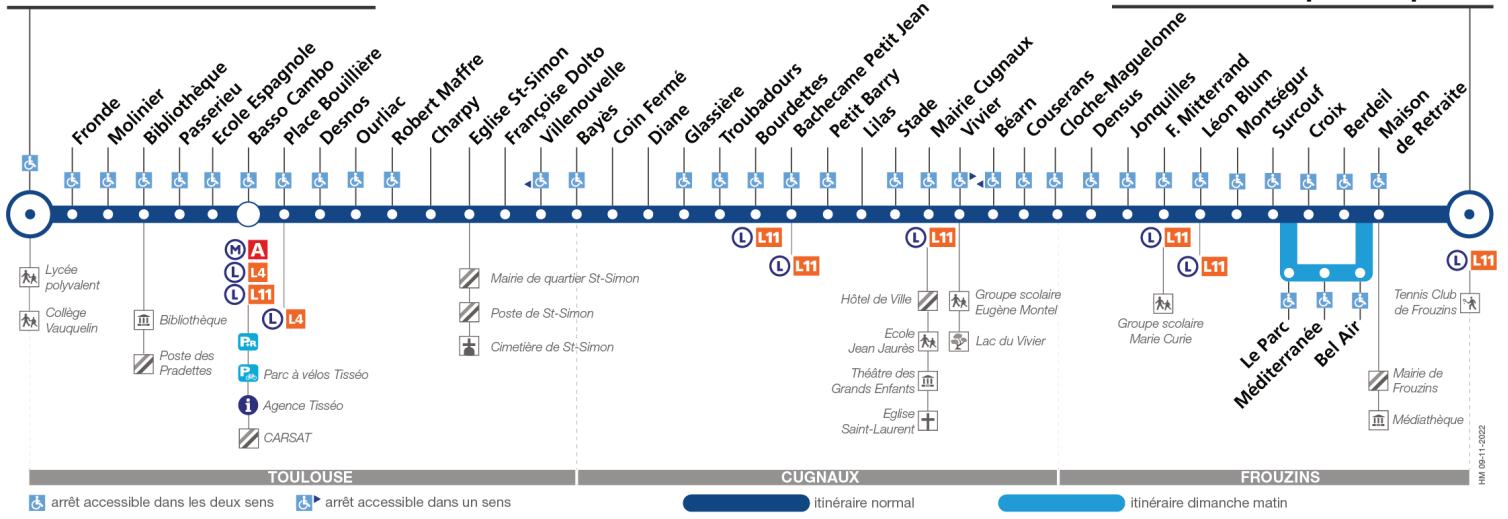 Fronde
Molinier
Bibliothèque
Passerieu
Ecole Espagnole
Basso Cambo
Place Bouillière
Desnos
Ourliac
Robert Maffre
Charpy
Eglise St-Simon
Françoise Dolto
Villenouvelle
Bayès
Coin Fermé
Diane
Glassière
Troubadours
Bourdettes
Bachecame Petit Jean
Petit Barry
Lilas
Stade
Mairie Cugnaux
Vivier
Béarn
Couserans
Cloche-Maguelonne
Densus
Jonquilles
F. Mitterrand
Léon Blum
Montségur
Surcouf
Croix
Berdeil
Maison
de Retraite
Lycée
polyvalent
Collège
Vauquelin
Bibliothèque
Poste des
Pradettes
M A
L L4
L L11
P+R
P
Parc à vélos Tisséo
i
Agence Tisséo
CARSAT
L L4
Mairie de quartier St-Simon
Poste de St-Simon
Cimetière de St-Simon
L L11
L L11
L L11
Hôtel de Ville
Ecole
Jean Jaurès
Théâtre des
Grands Enfants
Eglise
Saint-Laurent
Groupe scolaire
Eugène Montel
Lac du Vivier
L L11
L L11
Groupe scolaire
Marie Curie
Le Parc
Méditerranée
Bel Air
Mairie de
Frouzins
Médiathèque
L L11
Tennis Club
de Frouzins
HM 09-11-2022
TOULOUSE
CUGNAUX
FROUZINS
arrêt accessible dans les deux sens
arrêt accessible dans un sens
itinéraire normal
itinéraire dimanche matin